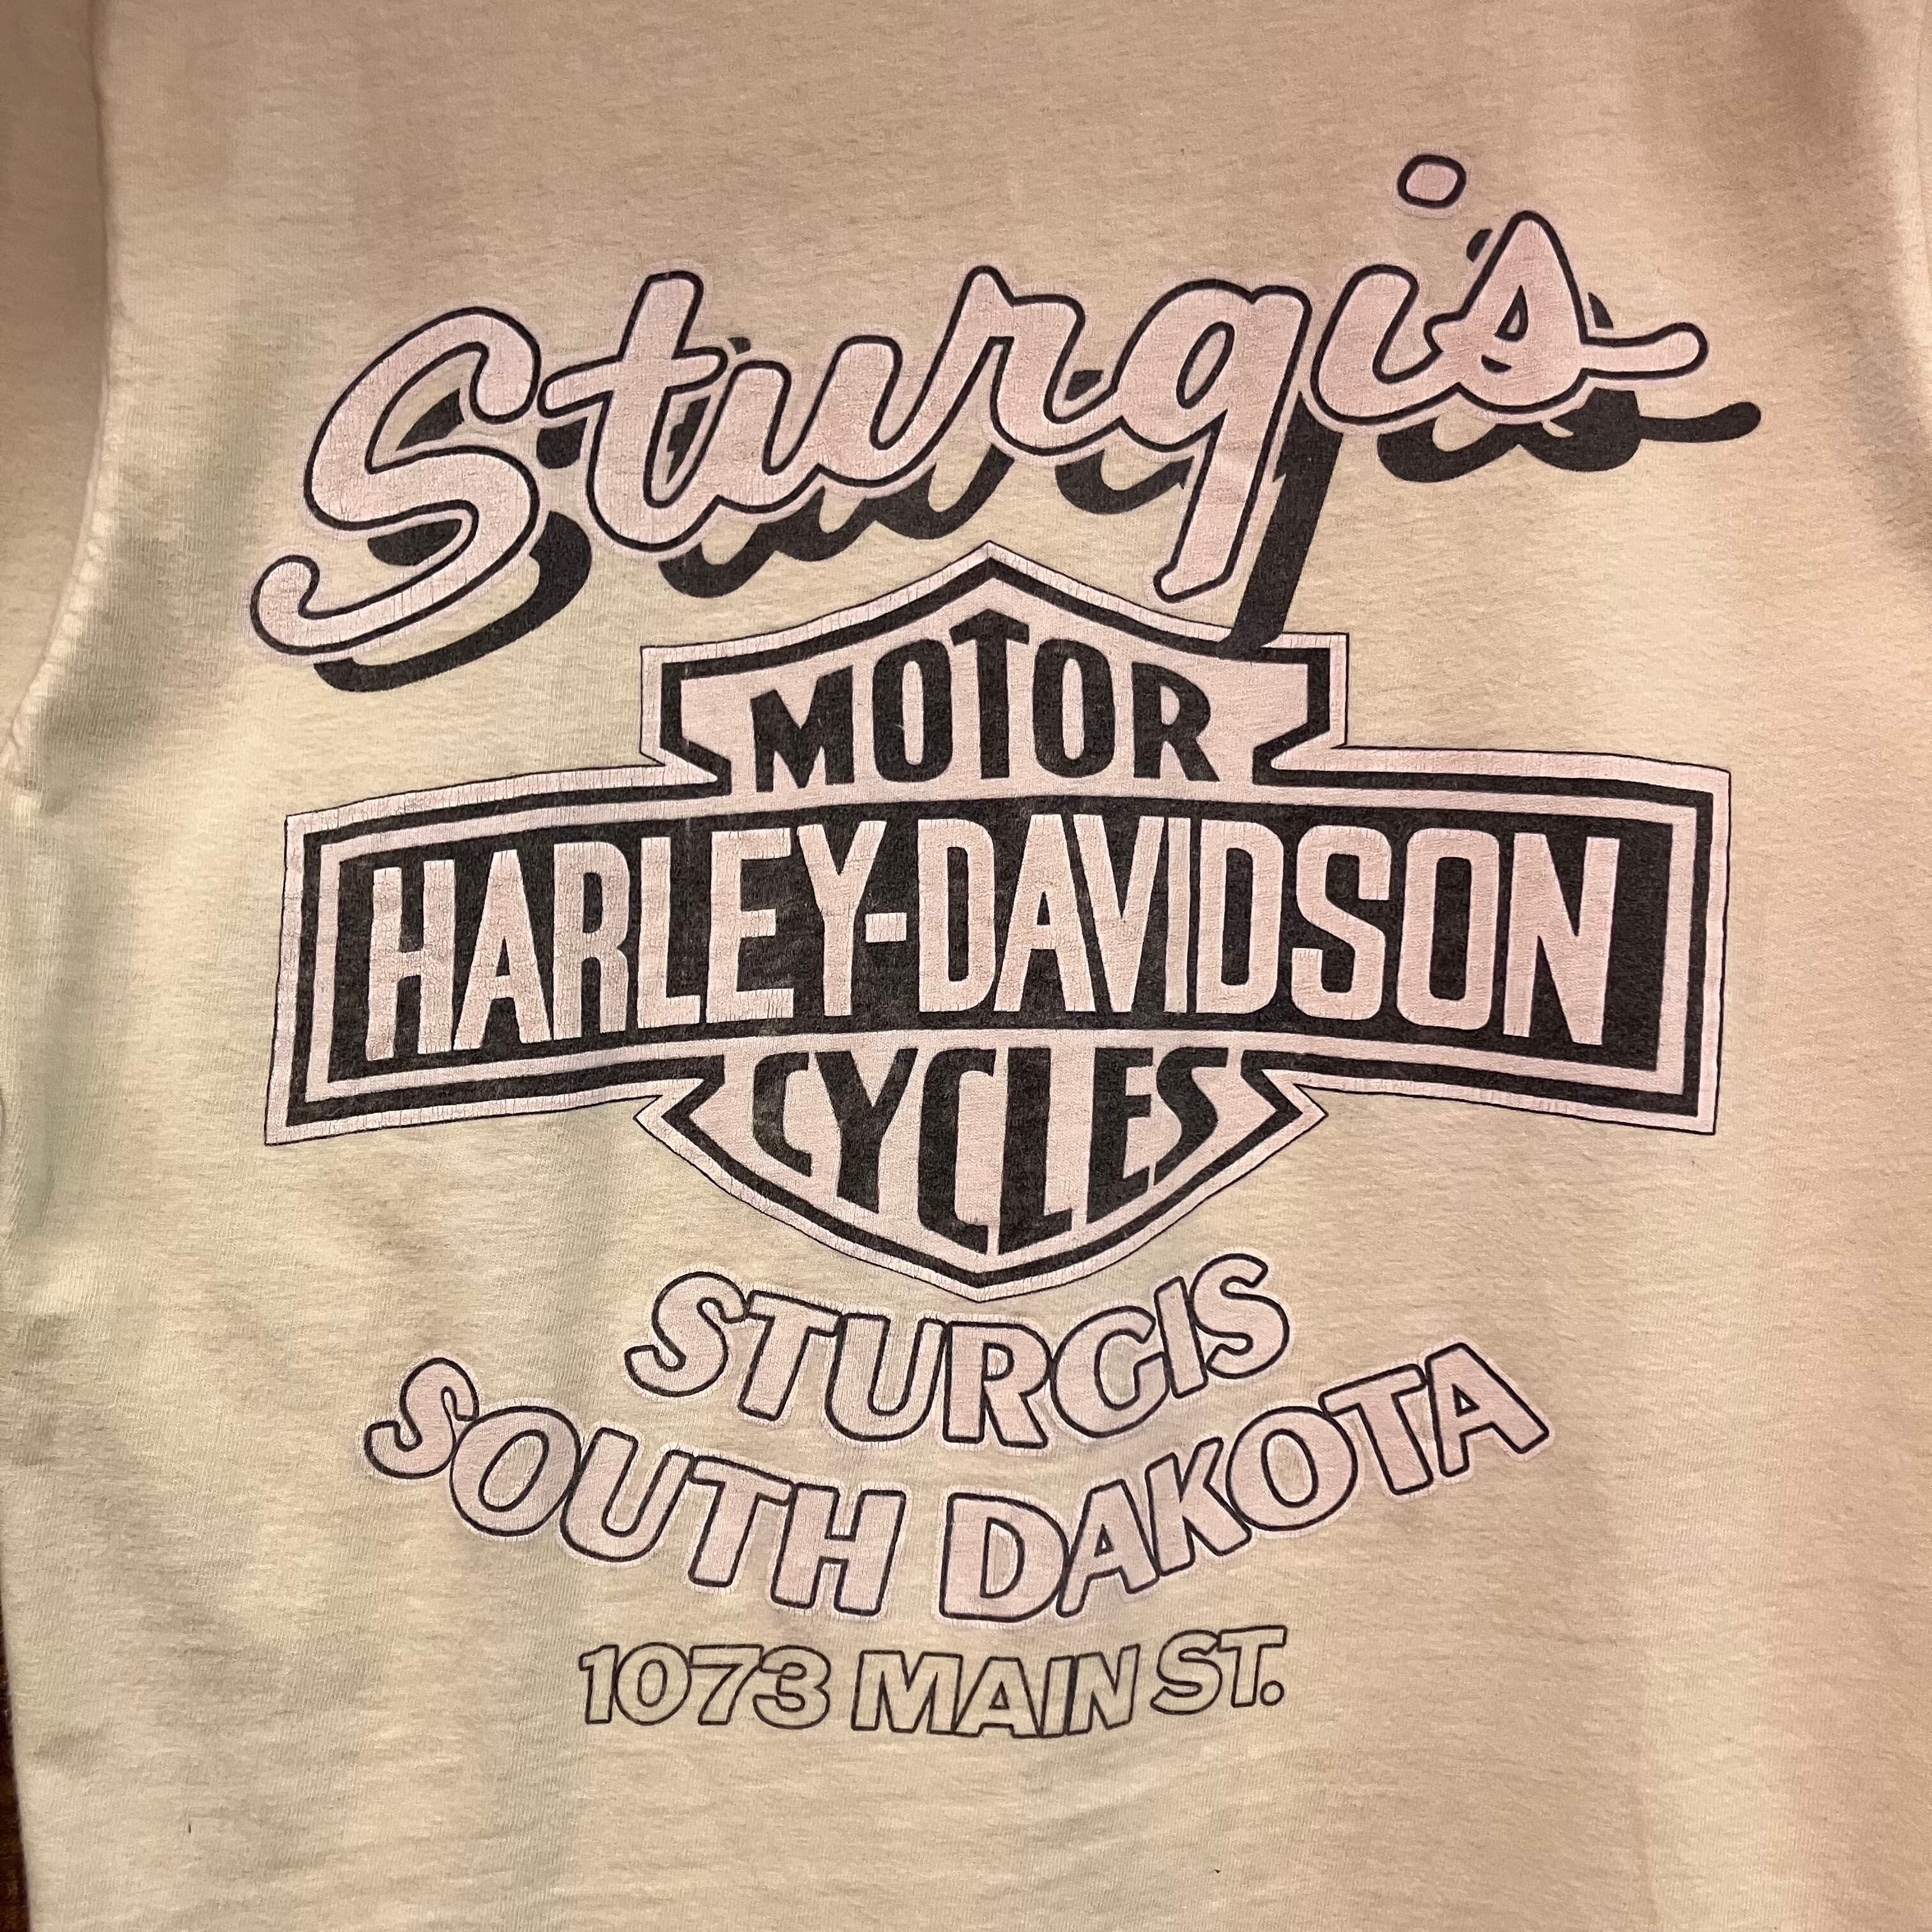 Sturgis
MOTOR
HARLEY-DAVIDSON
CYCLES
STURGIS
SOUTH DAKOTA
1073 MAIN ST.